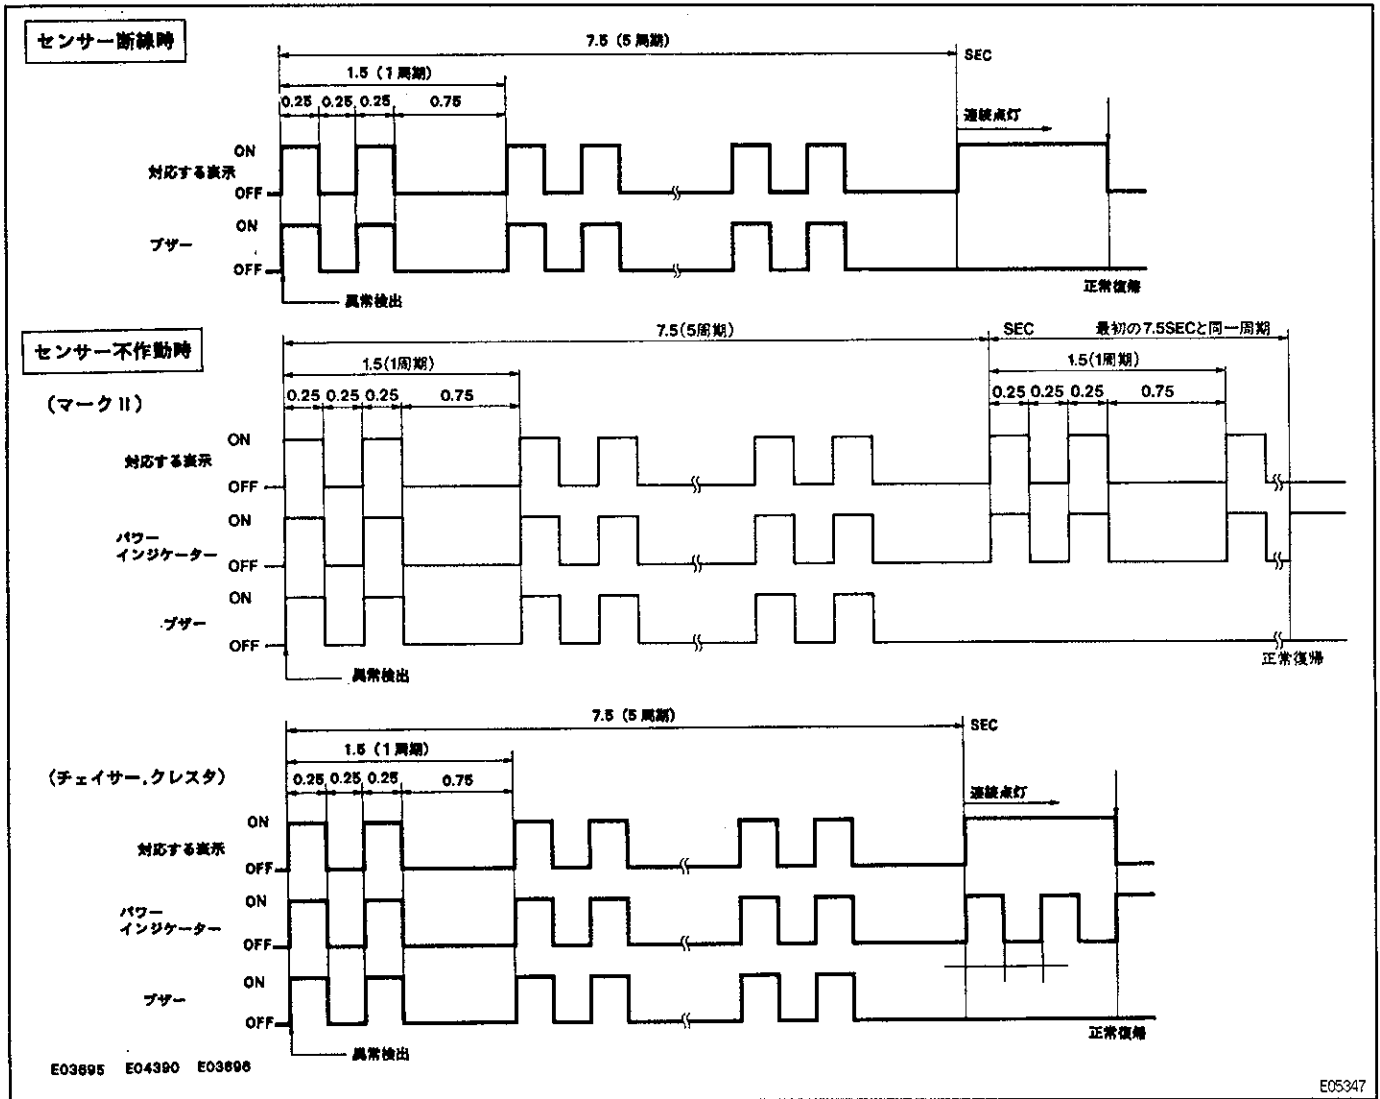 センサー断線時
7.5 (5 周期)
SEC
1.5 (1 周期)
0.25 0.25 0.25 0.75
連続点灯
対応する表示
ON
OFF
ブザー
ON
OFF
異常検出
正常復帰
センサー不作動時
7.5(5周期)
SEC
最初の7.5SECと同一周期
1.5(1周期)
1.5(1周期)
(マークII)
0.25 0.25 0.25 0.75
0.25 0.25 0.25 0.75
対応する表示
ON
OFF
パワー
インジケーター
ON
OFF
ブザー
ON
OFF
異常検出
正常復帰
7.5 (5 周期)
SEC
1.5 (1 周期)
(チェイサー,クレスタ)
0.25 0.25 0.25 0.75
連続点灯
対応する表示
ON
OFF
パワー
インジケーター
ON
OFF
ブザー
ON
OFF
異常検出
正常復帰
E03695 E04390 E03696
E05347